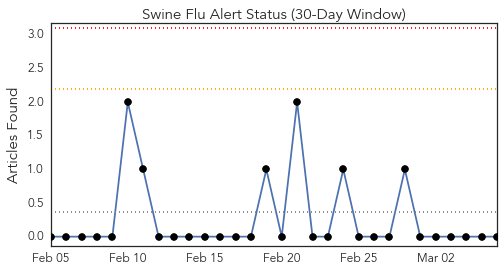 Swine Flu Alert Status (30-Day Window)
Articles Found
3.0
2.5
2.0
1.5
1.0
0.5
0.0
Feb 05 Feb 10 Feb 15 Feb 20 Feb 25 Mar 02